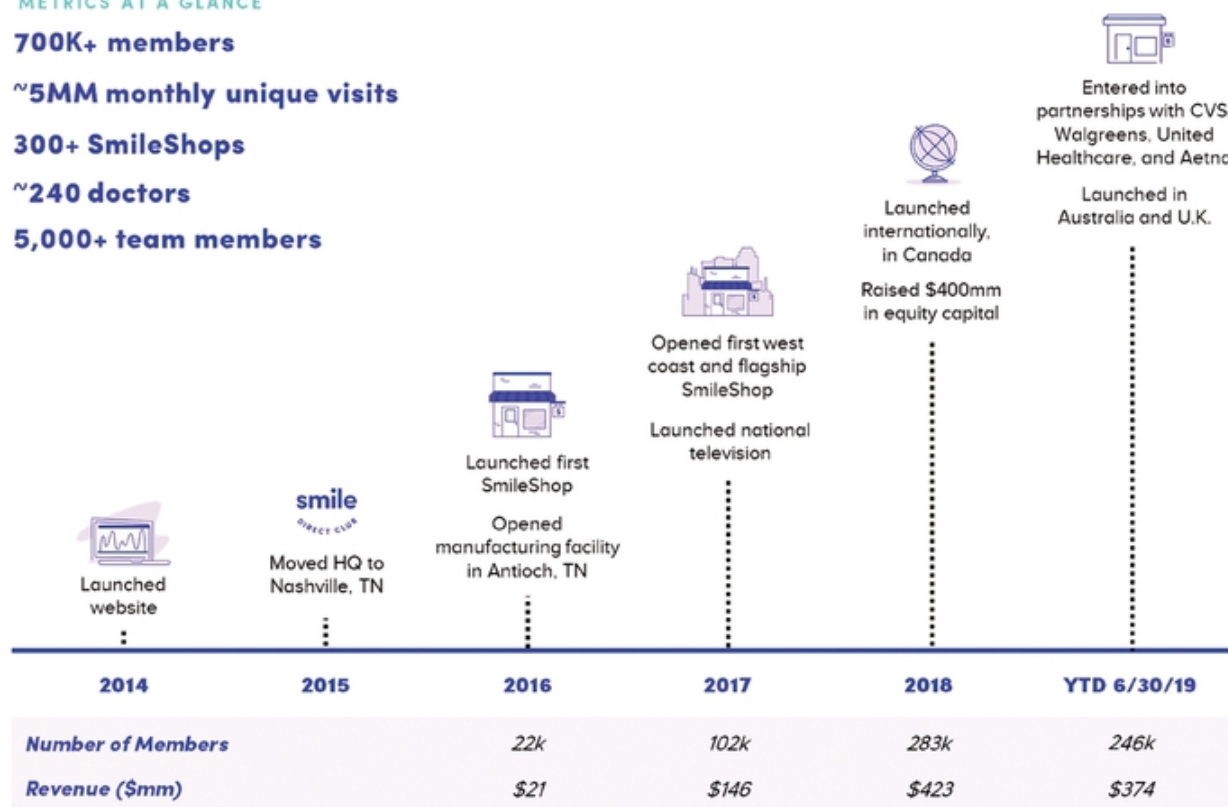 METRICS AT A GLANCE
700K+ members
~5MM monthly unique visits
300+ SmileShops
~240 doctors
5,000+ team members
Launched
website
smile
DIRECT CLUB
Moved HQ to
Nashville, TN
Launched first
SmileShop
Opened
manufacturing facility
in Antioch, TN
Opened first west
coast and flagship
SmileShop
Launched national
television
Launched
internationally,
in Canada
Raised $400mm
in equity capital
Entered into
partnerships with CVS
Walgreens, United
Healthcare, and Aetna
Launched in
Australia and U.K.
2014 2015 2016 2017 2018 YTD 6/30/19
Number of Members 22k 102k 283k 246k
Revenue ($mm) $21 $146 $423 $374